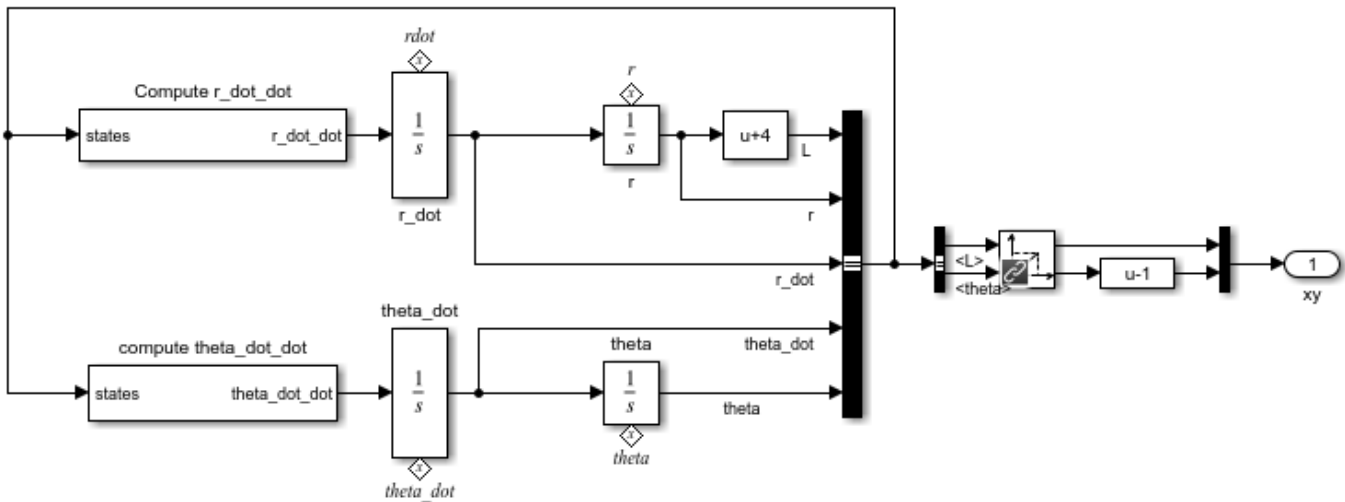 rdot
r
Compute r_dot_dot
states
r_dot_dot
1
s
1
s
u+4
L
r_dot
r
r
r_dot
<L>
<theta>
u-1
1
xy
theta_dot
compute theta_dot_dot
theta
theta_dot
states
theta_dot_dot
1
s
1
s
theta
x
x
x
x
theta
theta_dot